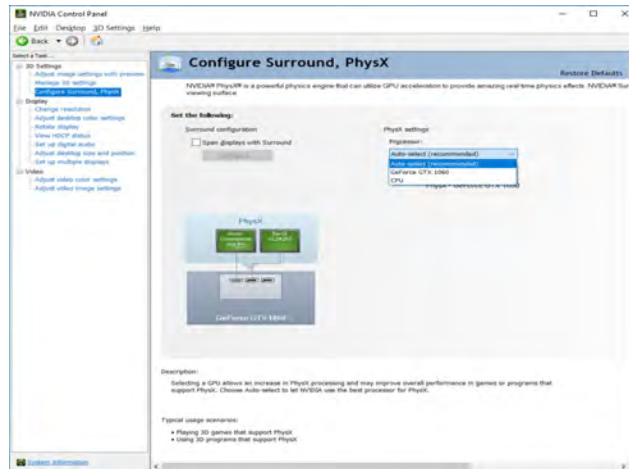 NVIDIA Control Panel
File Edit Desktop 3D Settings Help
Back
Select a Task...
3D Settings
Adjust image settings with preview
Manage 3D settings
Configure Surround, PhysX
Display
Change resolution
Adjust desktop color settings
Rotate display
View HDCP status
Set up digital audio
Adjust desktop size and position
Set up multiple displays
Video
Adjust video color settings
Adjust video image settings
System Information
Configure Surround, PhysX
Restore Defaults
NVIDIA® PhysX® is a powerful physics engine that can utilize GPU acceleration to provide amazing real-time physics effects. NVIDIA® Sur
viewing surface
Set the following:
Surround configuration
Span displays with Surround
PhysX settings
Processor:
Auto-select (recommended)
Auto-select (recommended)
GeForce GTX 1060
CPU
PhysX
GeForce GTX 1060
Description:
Selecting a GPU allows an increase in PhysX processing and may improve overall performance in games or programs that
support PhysX. Choose Auto-select to let NVIDIA use the best processor for PhysX.
Typical usage scenarios:
• Playing 3D games that support PhysX
• Using 3D programs that support PhysX